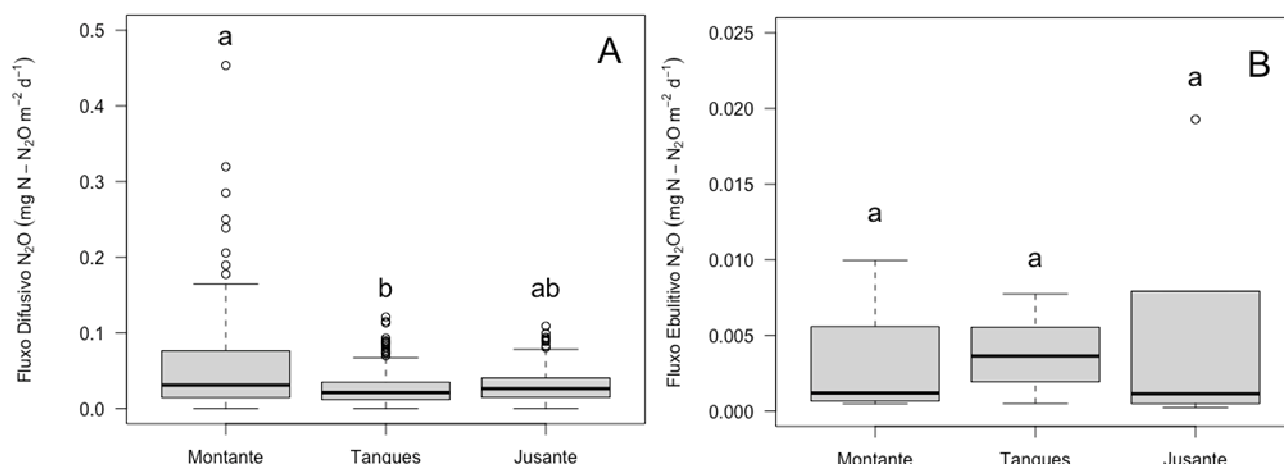 Fluxo Difusivo N₂O (mg N − N₂O m⁻² d⁻¹)
0.5
0.4
0.3
0.2
0.1
0.0
a
b
ab
A
Montante Tanques Jusante
Fluxo Ebulitivo N₂O (mg N − N₂O m⁻² d⁻¹)
0.025
0.020
0.015
0.010
0.005
0.000
a
a
a
B
Montante Tanques Jusante